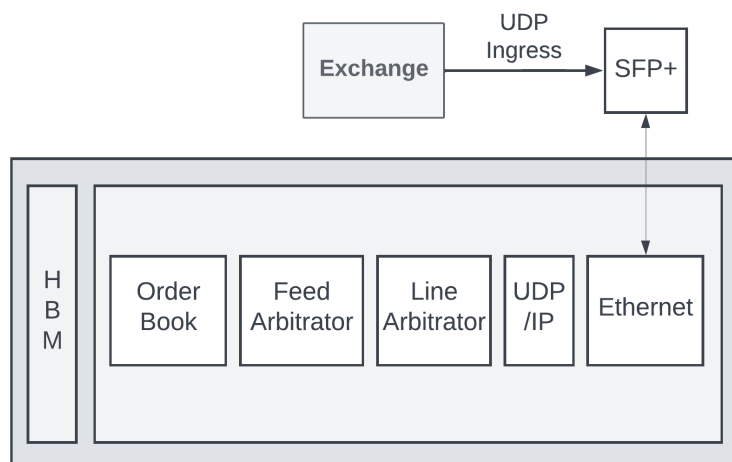 UDP
Ingress
Exchange
SFP+
H
B
M
Order
Book
Feed
Arbitrator
Line
Arbitrator
UDP
/IP
Ethernet